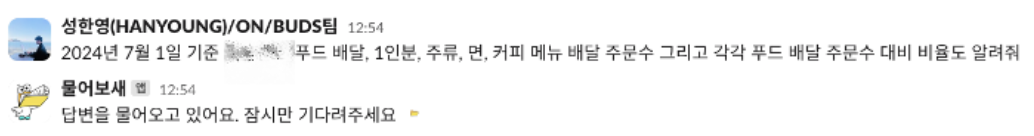 성한영(HANYOUNG)/ON/BUDS팀 12:54
2024년 7월 1일 기준 푸드 배달, 1인분, 주류, 면, 커피 메뉴 배달 주문수 그리고 각각 푸드 배달 주문수 대비 비율도 알려줘
물어보새 앱 12:54
답변을 물어오고 있어요. 잠시만 기다려주세요